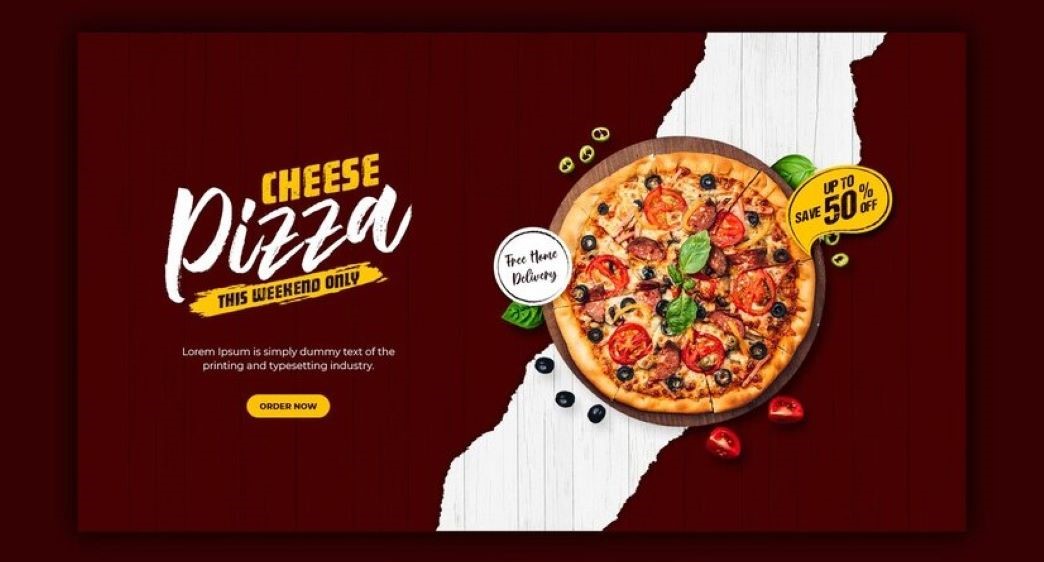 CHEESE
Pizza
THIS WEEKEND ONLY
Lorem Ipsum is simply dummy text of the
printing and typesetting industry.
ORDER NOW
Free Home
Delivery
UP TO
SAVE 50% OFF